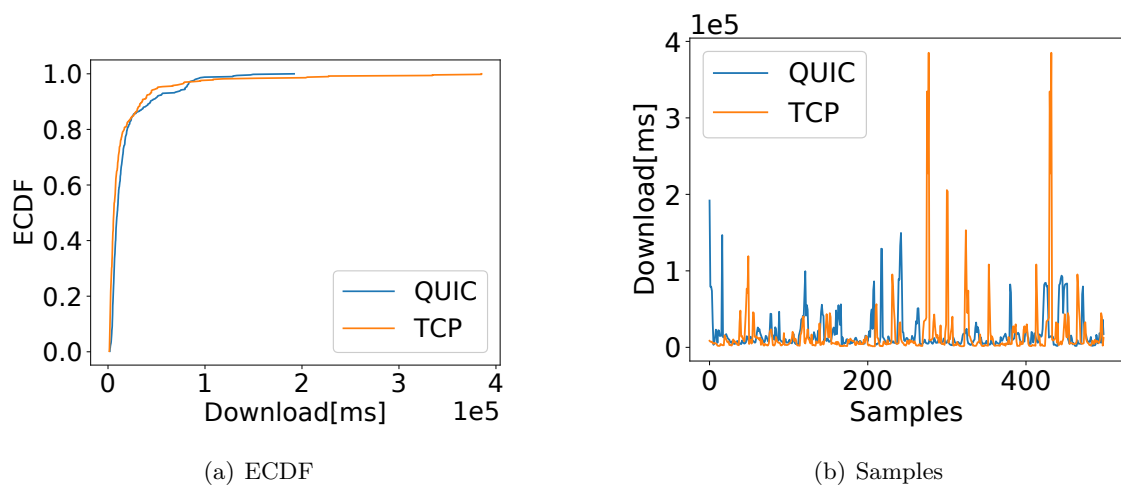 1.0
0.8
0.6
0.4
0.2
0.0
ECDF
QUIC
TCP
0 1 2 3 4
Download[ms] 1e5
(a) ECDF
1e5
4
3
2
1
0
Download[ms]
QUIC
TCP
0 200 400
Samples
(b) Samples